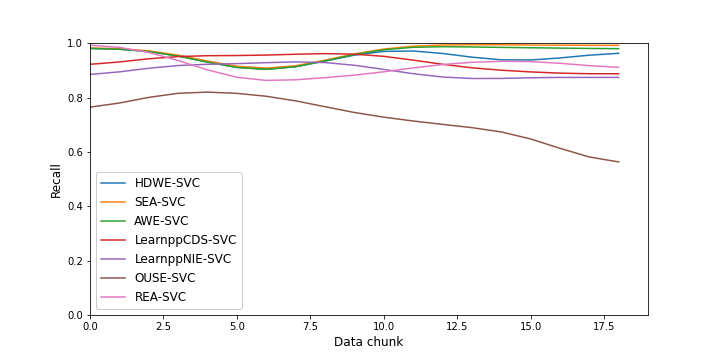 1.0
0.8
0.6
0.4
0.2
0.0
Recall
HDWE-SVC
SEA-SVC
AWE-SVC
LearnppCDS-SVC
LearnppNIE-SVC
OUSE-SVC
REA-SVC
0.0 2.5 5.0 7.5 10.0 12.5 15.0 17.5
Data chunk